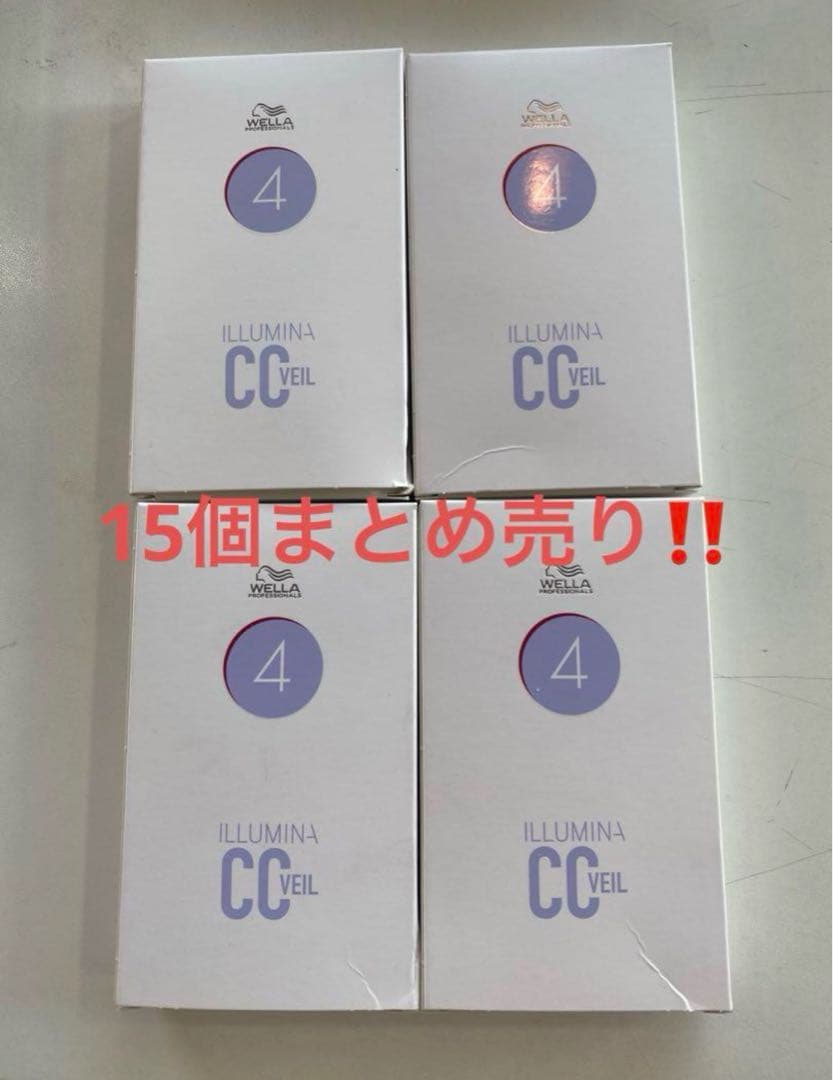 WELLA
PROFESSIONALS
4
ILLUMINA
CC VEIL
WELLA
4
ILLUMINA
CC VEIL
15個まとめ売り‼
WELLA
PROFESSIONALS
4
ILLUMINA
CC VEIL
WELLA
PROFESSIONALS
4
ILLUMINA
CC VEIL